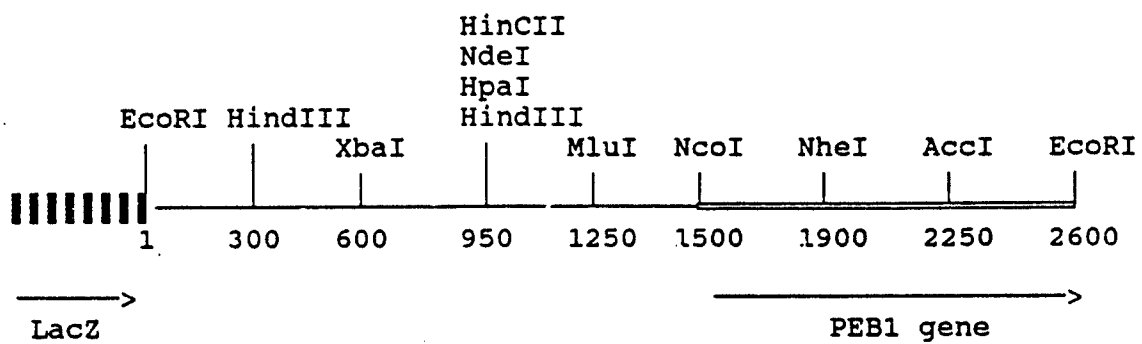 HinCII
NdeI
HpaI
EcoRI HindIII HindIII
XbaI MluI NcoI NheI AccI EcoRI
1 300 600 950 1250 1500 1900 2250 2600
LacZ PEB1 gene